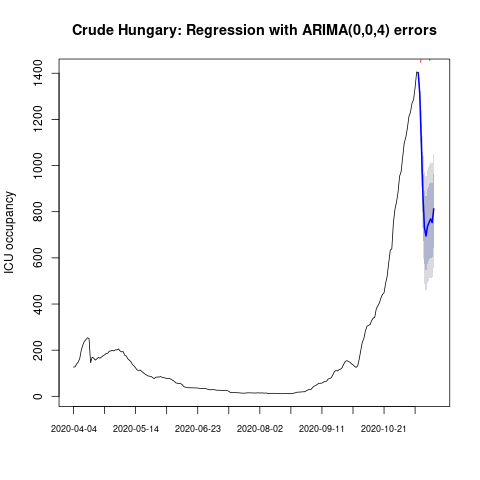 Crude Hungary: Regression with ARIMA(0,0,4) errors
ICU occupancy
1400
1200
1000
800
600
400
200
0
2020-04-04 2020-05-14 2020-06-23 2020-08-02 2020-09-11 2020-10-21